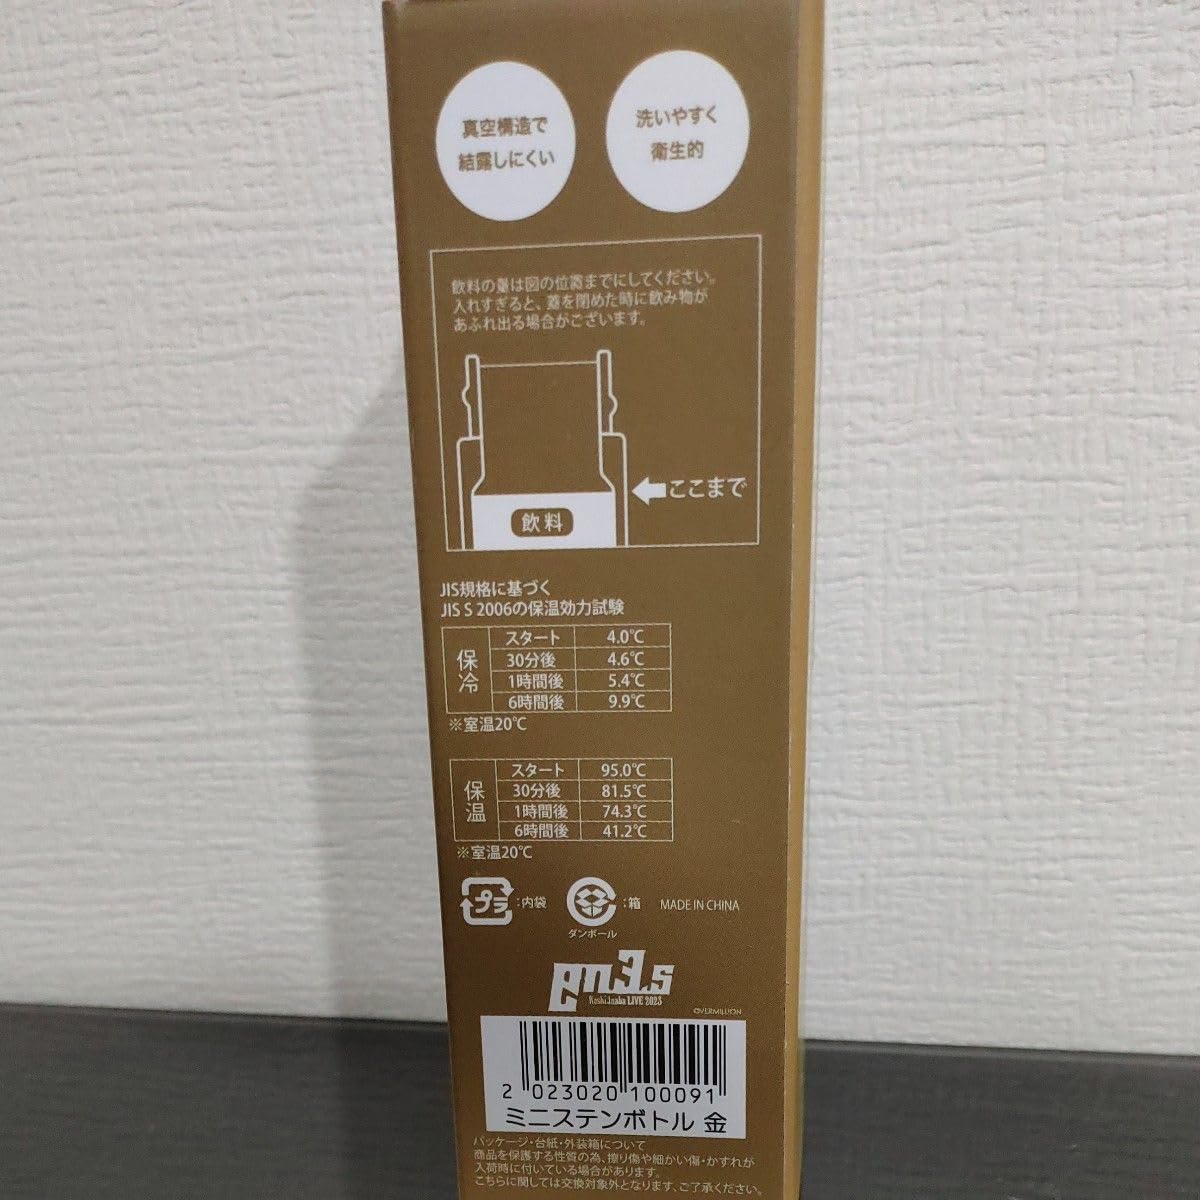 真空構造で
結露しにくい
洗いやすく
衛生的
飲料の量は図の位置までにしてください。
入れすぎると、蓋を閉めた時に飲み物が
あふれ出る場合がございます。
ここまで
飲料
JIS規格に基づく
JIS S 2006の保温効力試験
保冷
スタート 4.0℃
30分後 4.6℃
1時間後 5.4℃
6時間後 9.9℃
※室温20℃
保温
スタート 95.0℃
30分後 81.5℃
1時間後 74.3℃
6時間後 41.2℃
※室温20℃
プラ :内袋 :箱 MADE IN CHINA
ダンボール
en3.5
Koshi Inaba LIVE 2023
©VERMILLION
2 023020 100091
ミニステンボトル 金
パッケージ・台紙・外装箱について
商品を保護する性質の為、擦り傷や細かい傷・かすれが
入荷時に付いている場合があります。
こちらに関しては交換対象外となります、ご了承ください。